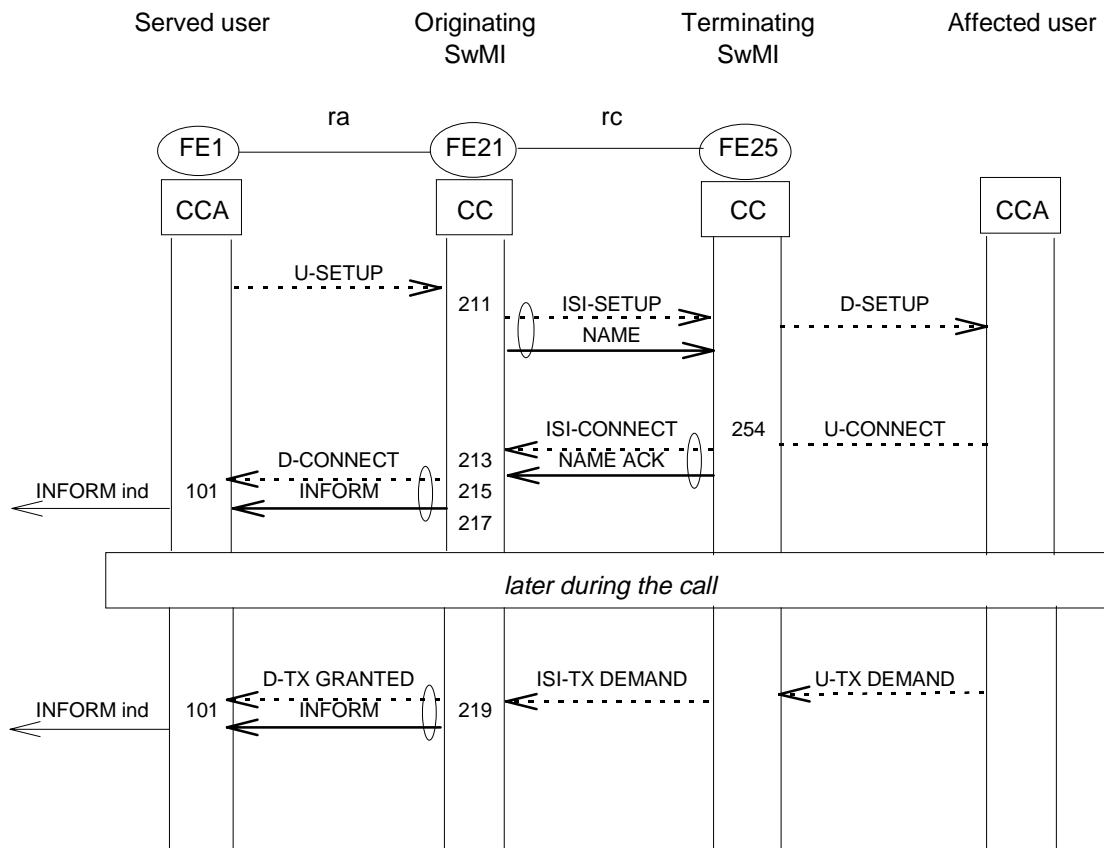 Served user
Originating
SwMI
Terminating
SwMI
Affected user
ra
rc
FE1
FE21
FE25
CCA
CC
CC
CCA
U-SETUP
211
ISI-SETUP
D-SETUP
NAME
ISI-CONNECT
254
U-CONNECT
D-CONNECT
213
NAME ACK
INFORM ind
101
INFORM
215
217
later during the call
D-TX GRANTED
ISI-TX DEMAND
U-TX DEMAND
INFORM ind
101
INFORM
219